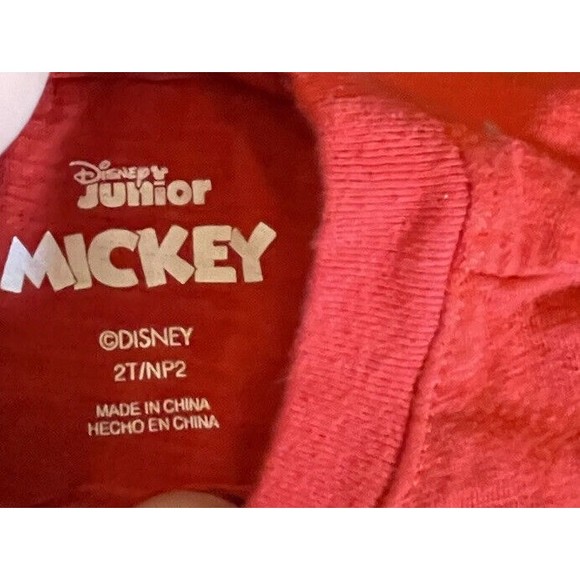 Disney
Junior
MICKEY
©DISNEY
2T/NP2
MADE IN CHINA
HECHO EN CHINA